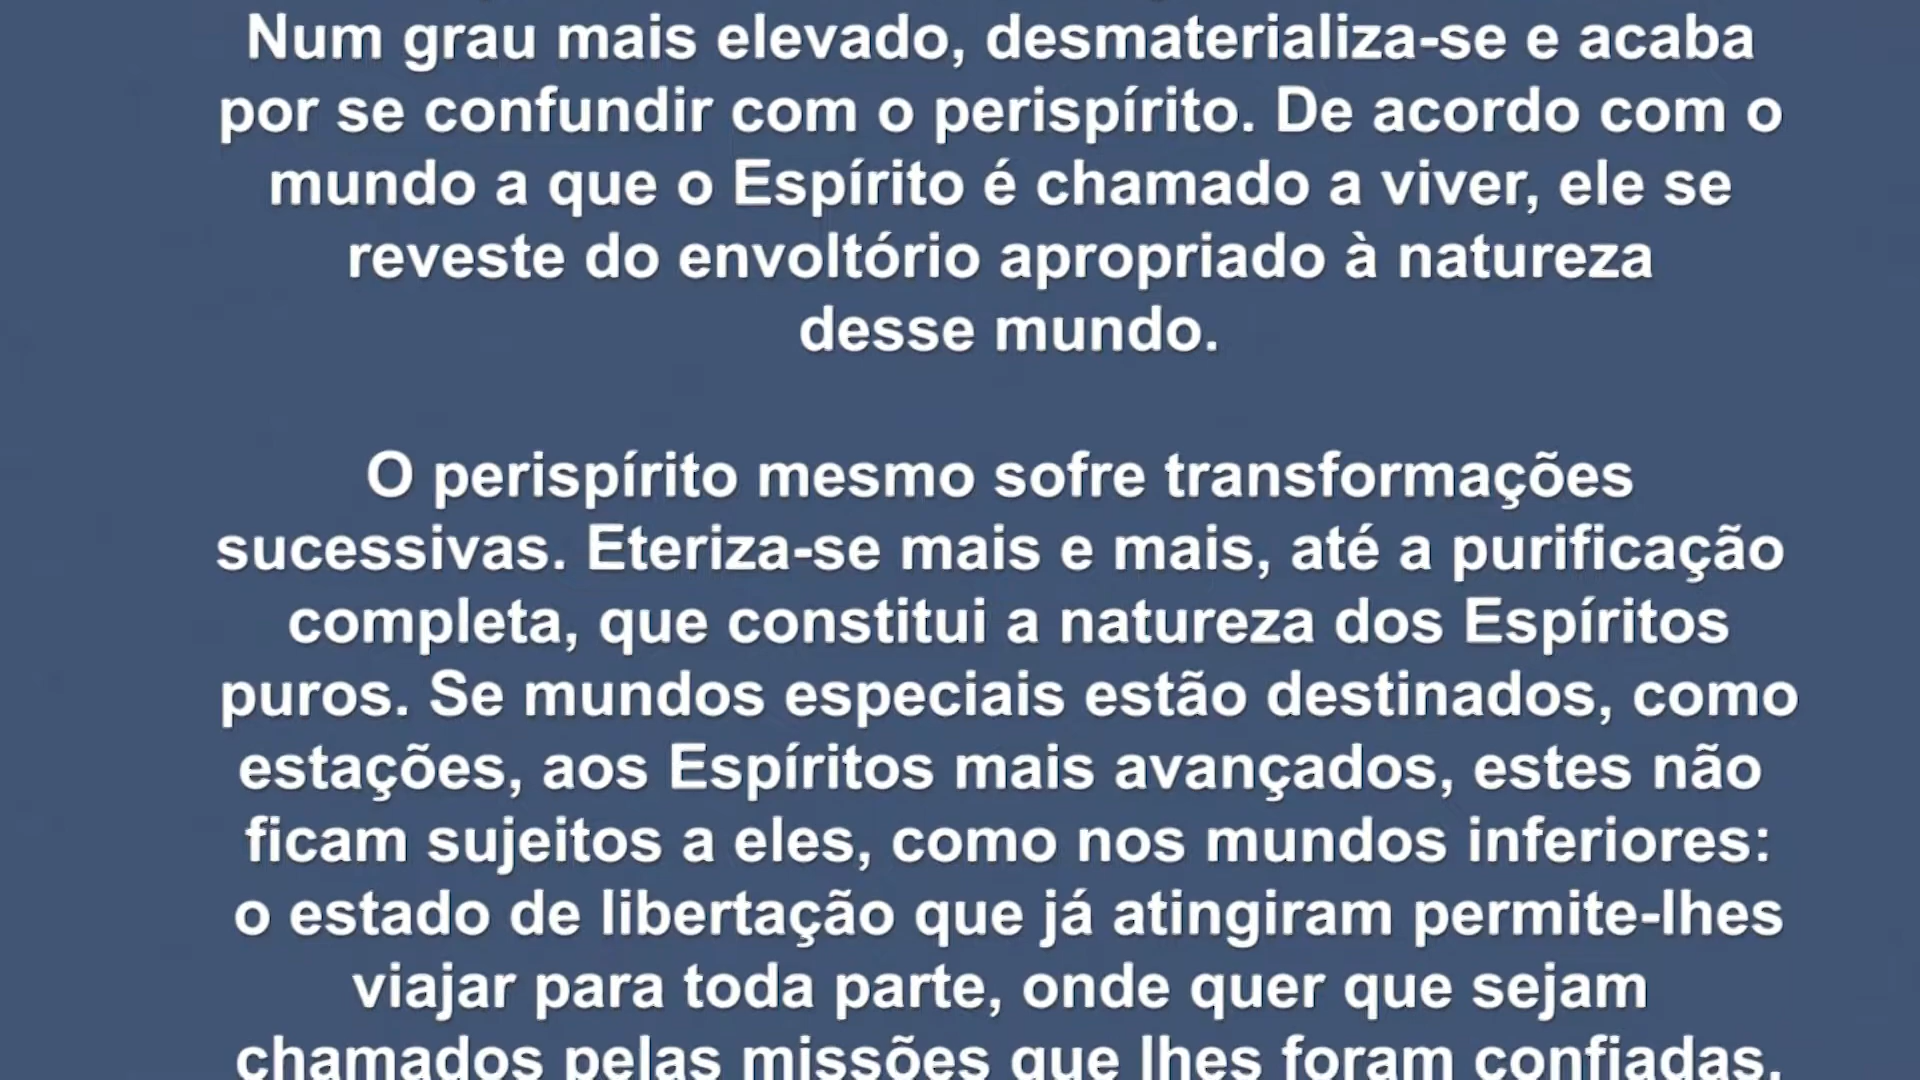 Num grau mais elevado, desmaterializa-se e acaba
por se confundir com o perispírito. De acordo com o
mundo a que o Espírito é chamado a viver, ele se
reveste do envoltório apropriado à natureza
desse mundo.
O perispírito mesmo sofre transformações
sucessivas. Eteriza-se mais e mais, até a purificação
completa, que constitui a natureza dos Espíritos
puros. Se mundos especiais estão destinados, como
estações, aos Espíritos mais avançados, estes não
ficam sujeitos a eles, como nos mundos inferiores:
o estado de libertação que já atingiram permite-lhes
viajar para toda parte, onde quer que sejam
chamados pelas missões que lhes foram confiadas.